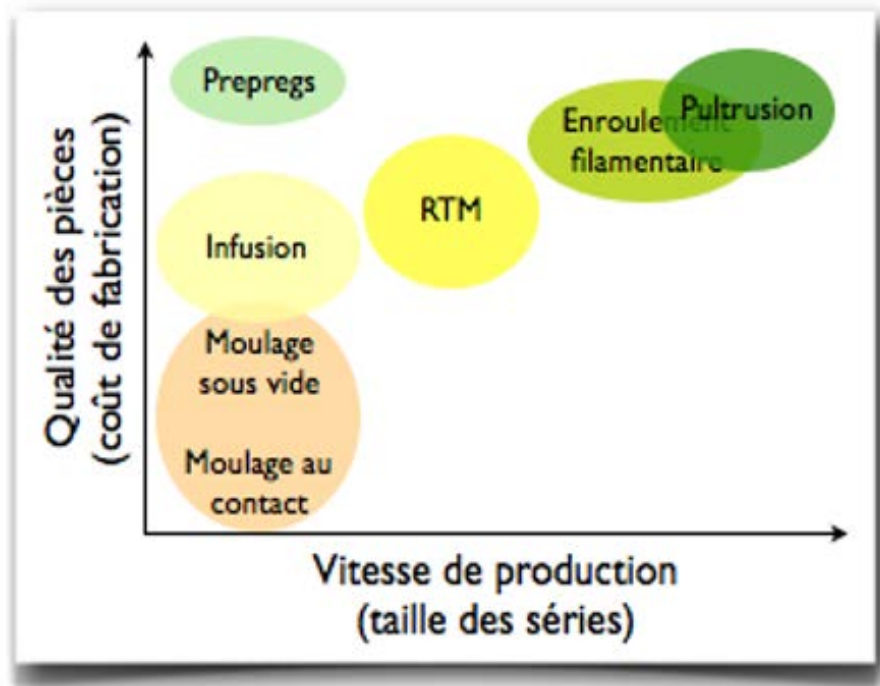 Prepregs
Pultrusion
Enroulement
filamentaire
RTM
Infusion
Moulage
sous vide
Moulage au
contact
Qualité des pièces
(coût de fabrication)
Vitesse de production
(taille des séries)